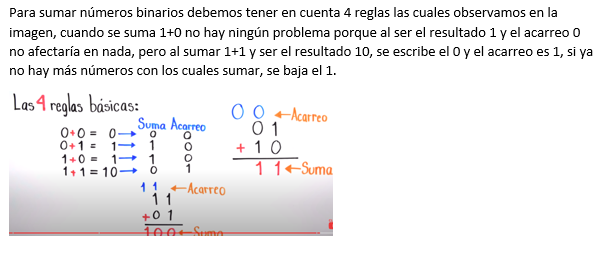 Para sumar números binarios debemos tener en cuenta 4 reglas las cuales observamos en la
imagen, cuando se suma 1+0 no hay ningún problema porque al ser el resultado 1 y el acarreo 0
no afectaría en nada, pero al sumar 1+1 y ser el resultado 10, se escribe el 0 y el acarreo es 1, si ya
no hay más números con los cuales sumar, se baja el 1.
Las 4 reglas básicas:
Suma Acarreo
0+0 = 0→ 0 0
0+1 = 1→ 1 0
1+0 = 1→ 1 0
1+1 = 10→ 0 1
1 1 ←Acarreo
1 1
+0 1
100←Suma
0 0 ←Acarreo
0 1
+ 1 0
1 1←Suma